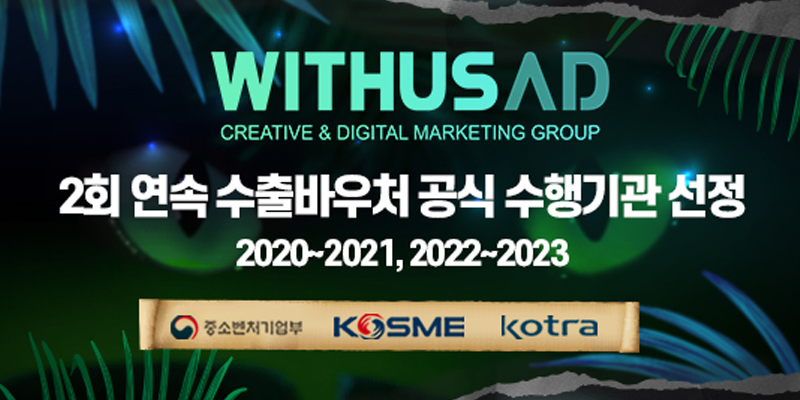 WITHUSAD
CREATIVE & DIGITAL MARKETING GROUP
2회 연속 수출바우처 공식 수행기관 선정
2020~2021, 2022~2023
중소벤처기업부 KOSME kotra